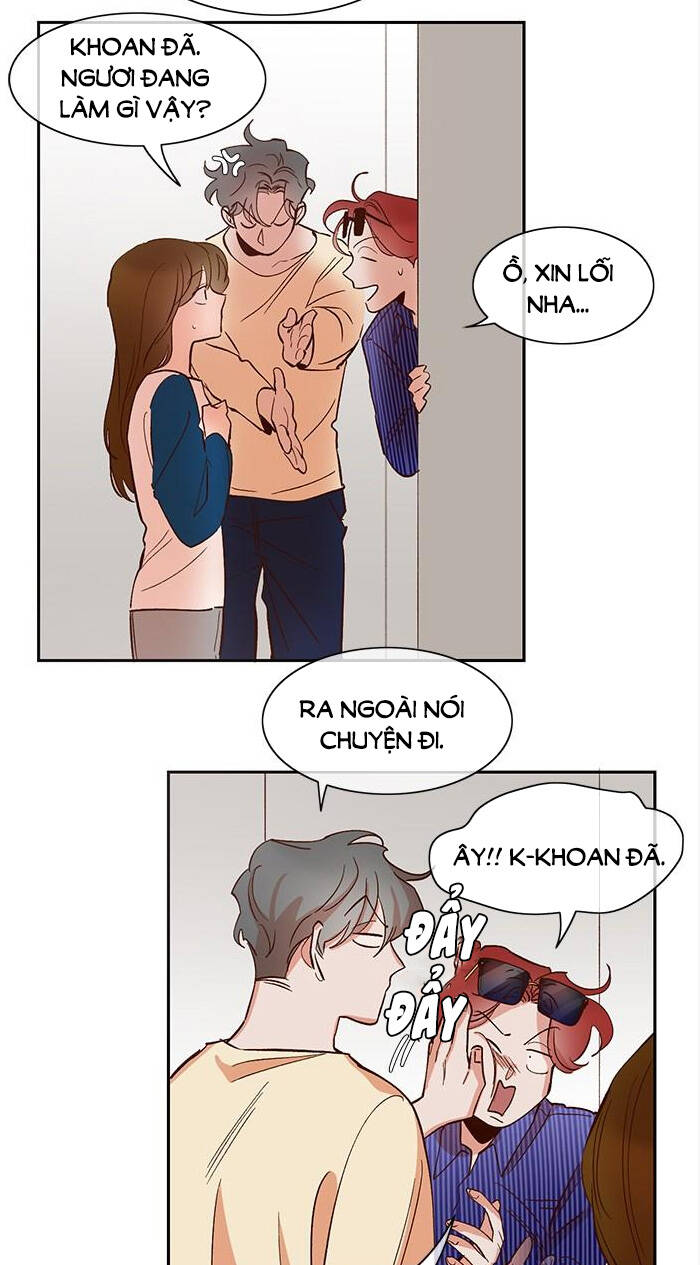 KHOAN ĐÃ.
NGƯƠI ĐANG
LÀM GÌ VẬY?
Ồ, XIN LỖI
NHA...
RA NGOÀI NÓI
CHUYỆN ĐI.
ÂY!! K-KHOAN ĐÃ.
ĐẨY
ĐẨY